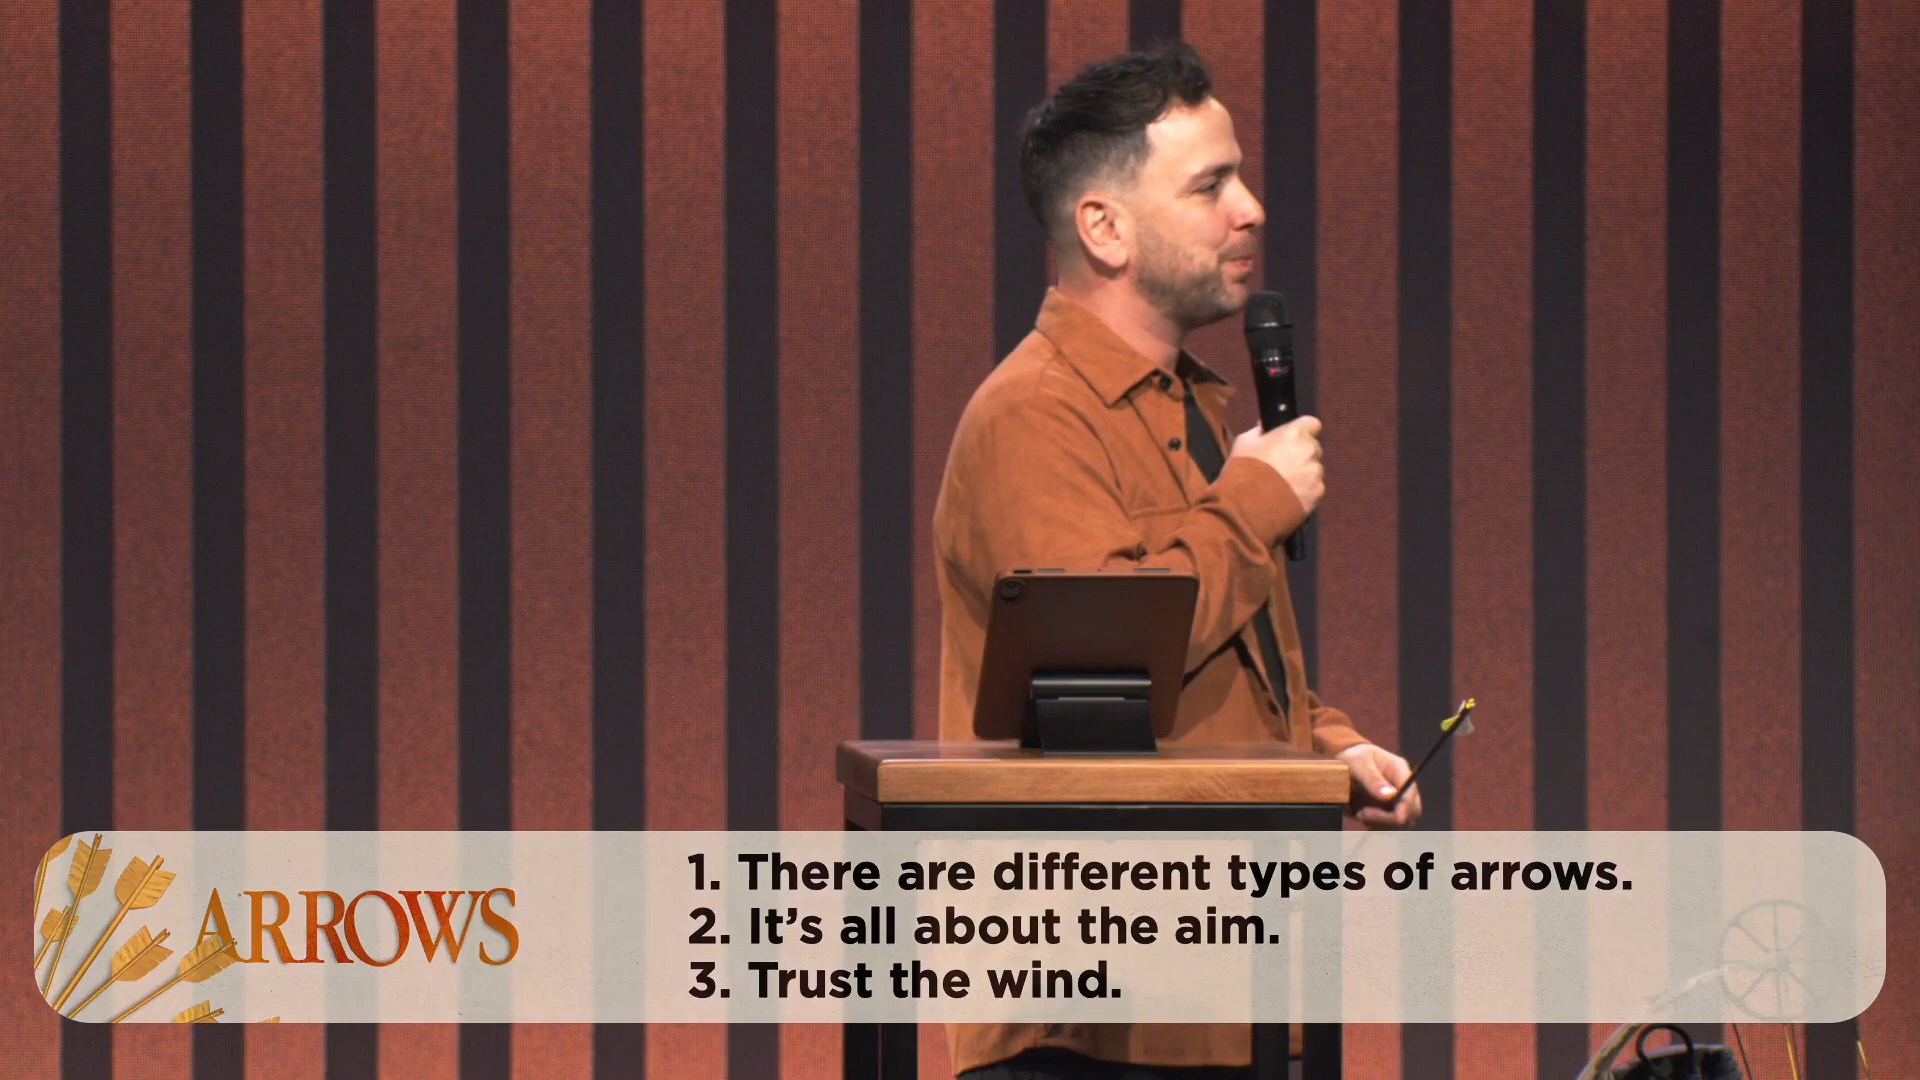 ARROWS
1. There are different types of arrows.
2. It’s all about the aim.
3. Trust the wind.